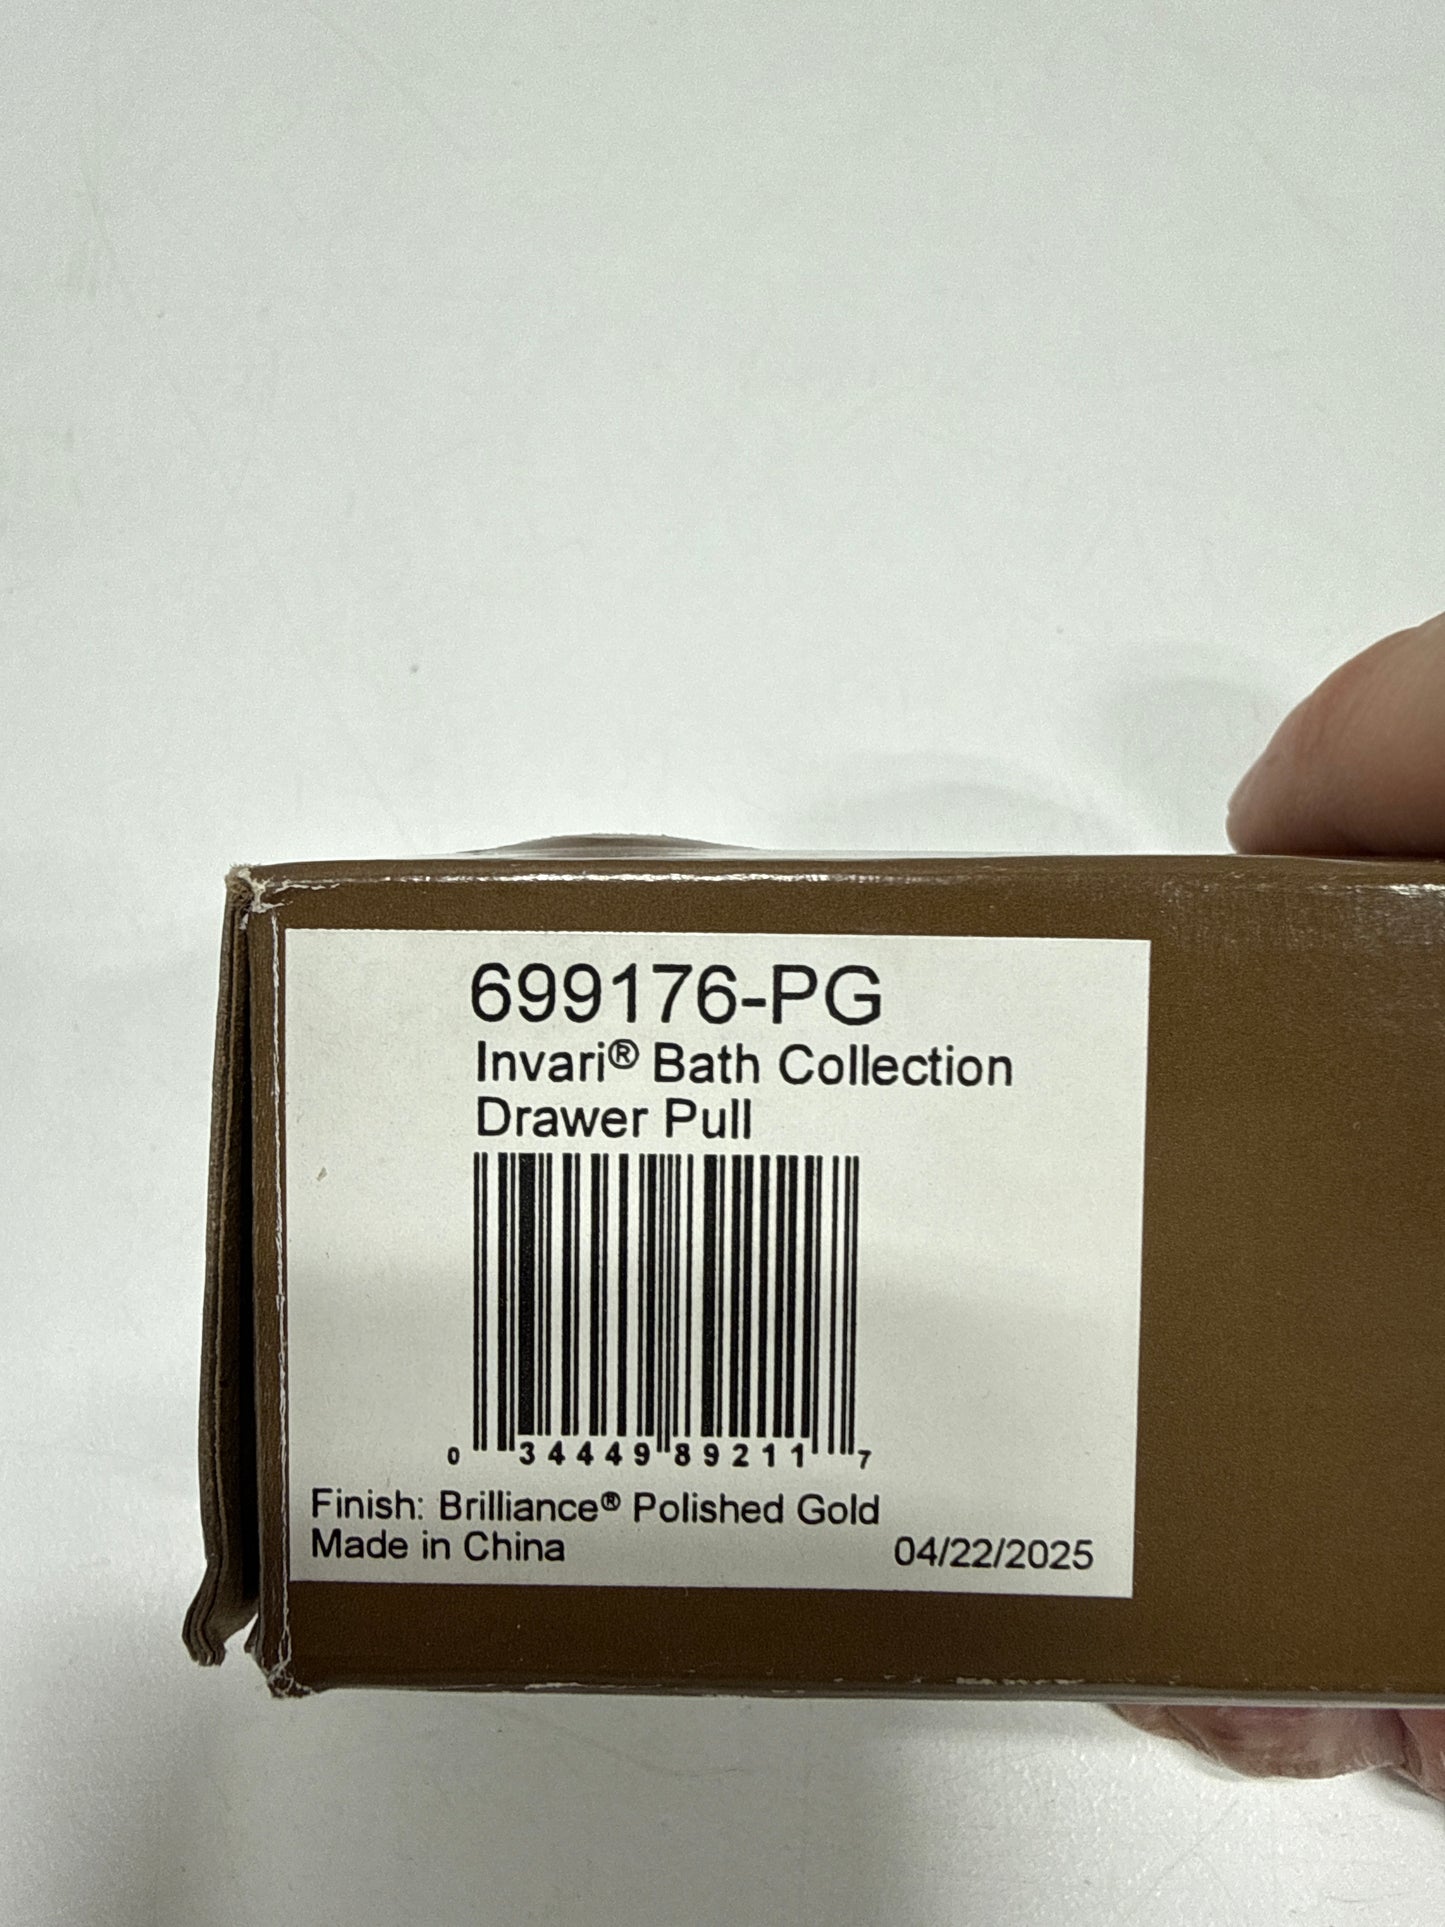 699176-PG
Invari® Bath Collection
Drawer Pull
0 34449 89211 7
Finish: Brilliance® Polished Gold
Made in China
04/22/2025